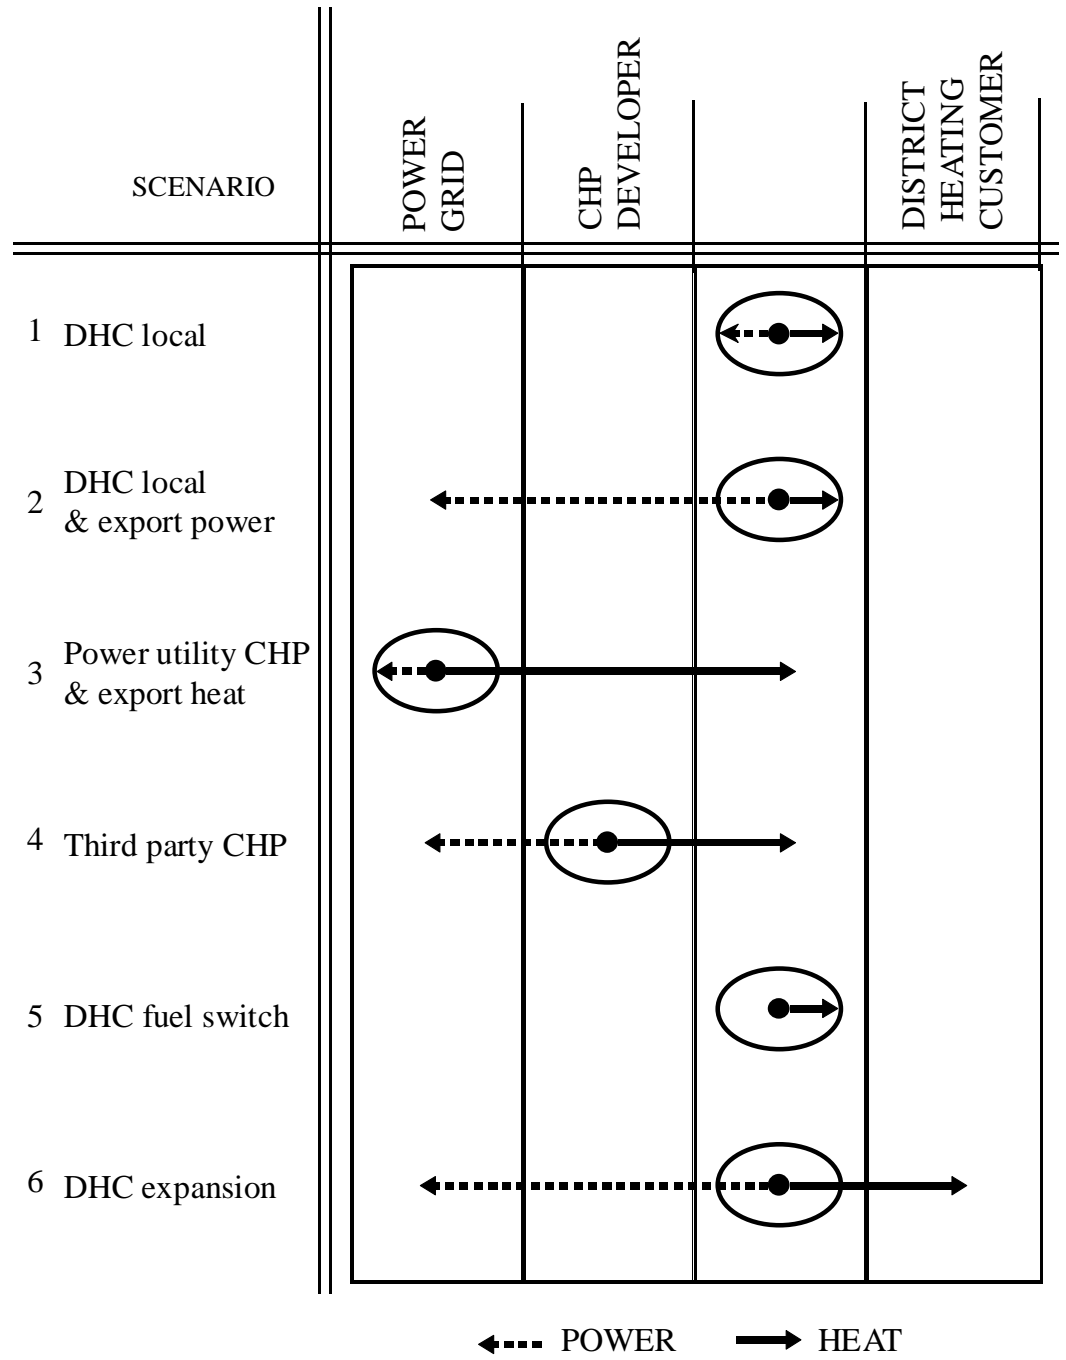 SCENARIO
POWER
GRID
CHP
DEVELOPER
DISTRICT
HEATING
CUSTOMER
1 DHC local
2 DHC local
& export power
3 Power utility CHP
& export heat
4 Third party CHP
5 DHC fuel switch
6 DHC expansion
POWER HEAT